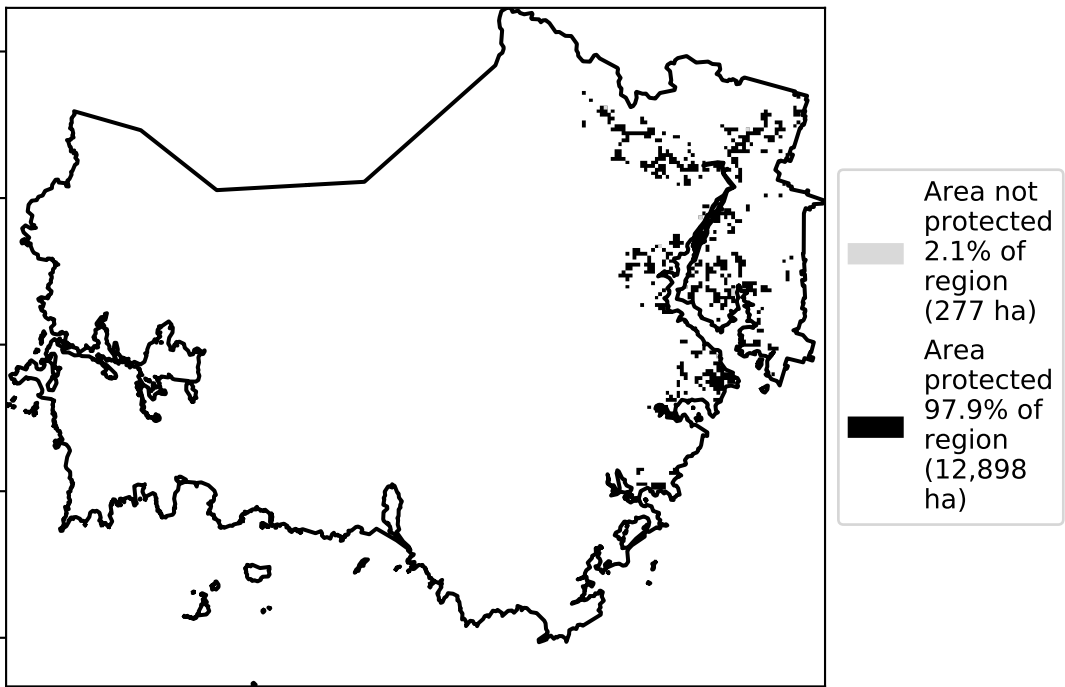 Area not
protected
2.1% of
region
(277 ha)
Area
protected
97.9% of
region
(12,898
ha)